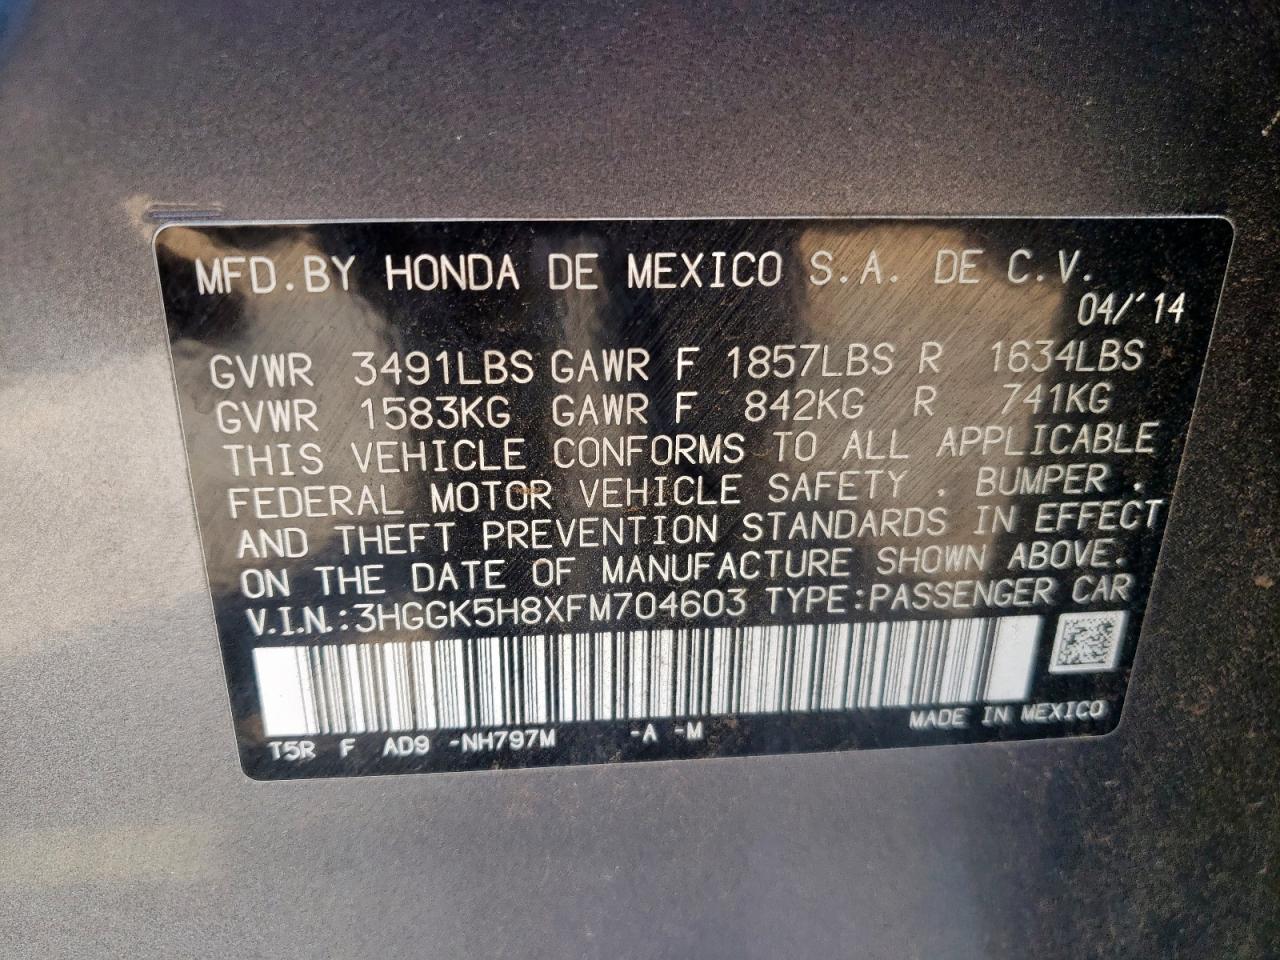 MFD.BY HONDA DE MEXICO S.A. DE C.V.
04/'14
GVWR 3491LBS GAWR F 1857LBS R 1634LBS
GVWR 1583KG GAWR F 842KG R 741KG
THIS VEHICLE CONFORMS TO ALL APPLICABLE
FEDERAL MOTOR VEHICLE SAFETY . BUMPER .
AND THEFT PREVENTION STANDARDS IN EFFECT
ON THE DATE OF MANUFACTURE SHOWN ABOVE.
V.I.N.:3HGGK5H8XFM704603 TYPE:PASSENGER CAR
T5R F AD9 -NH797M -A -M MADE IN MEXICO